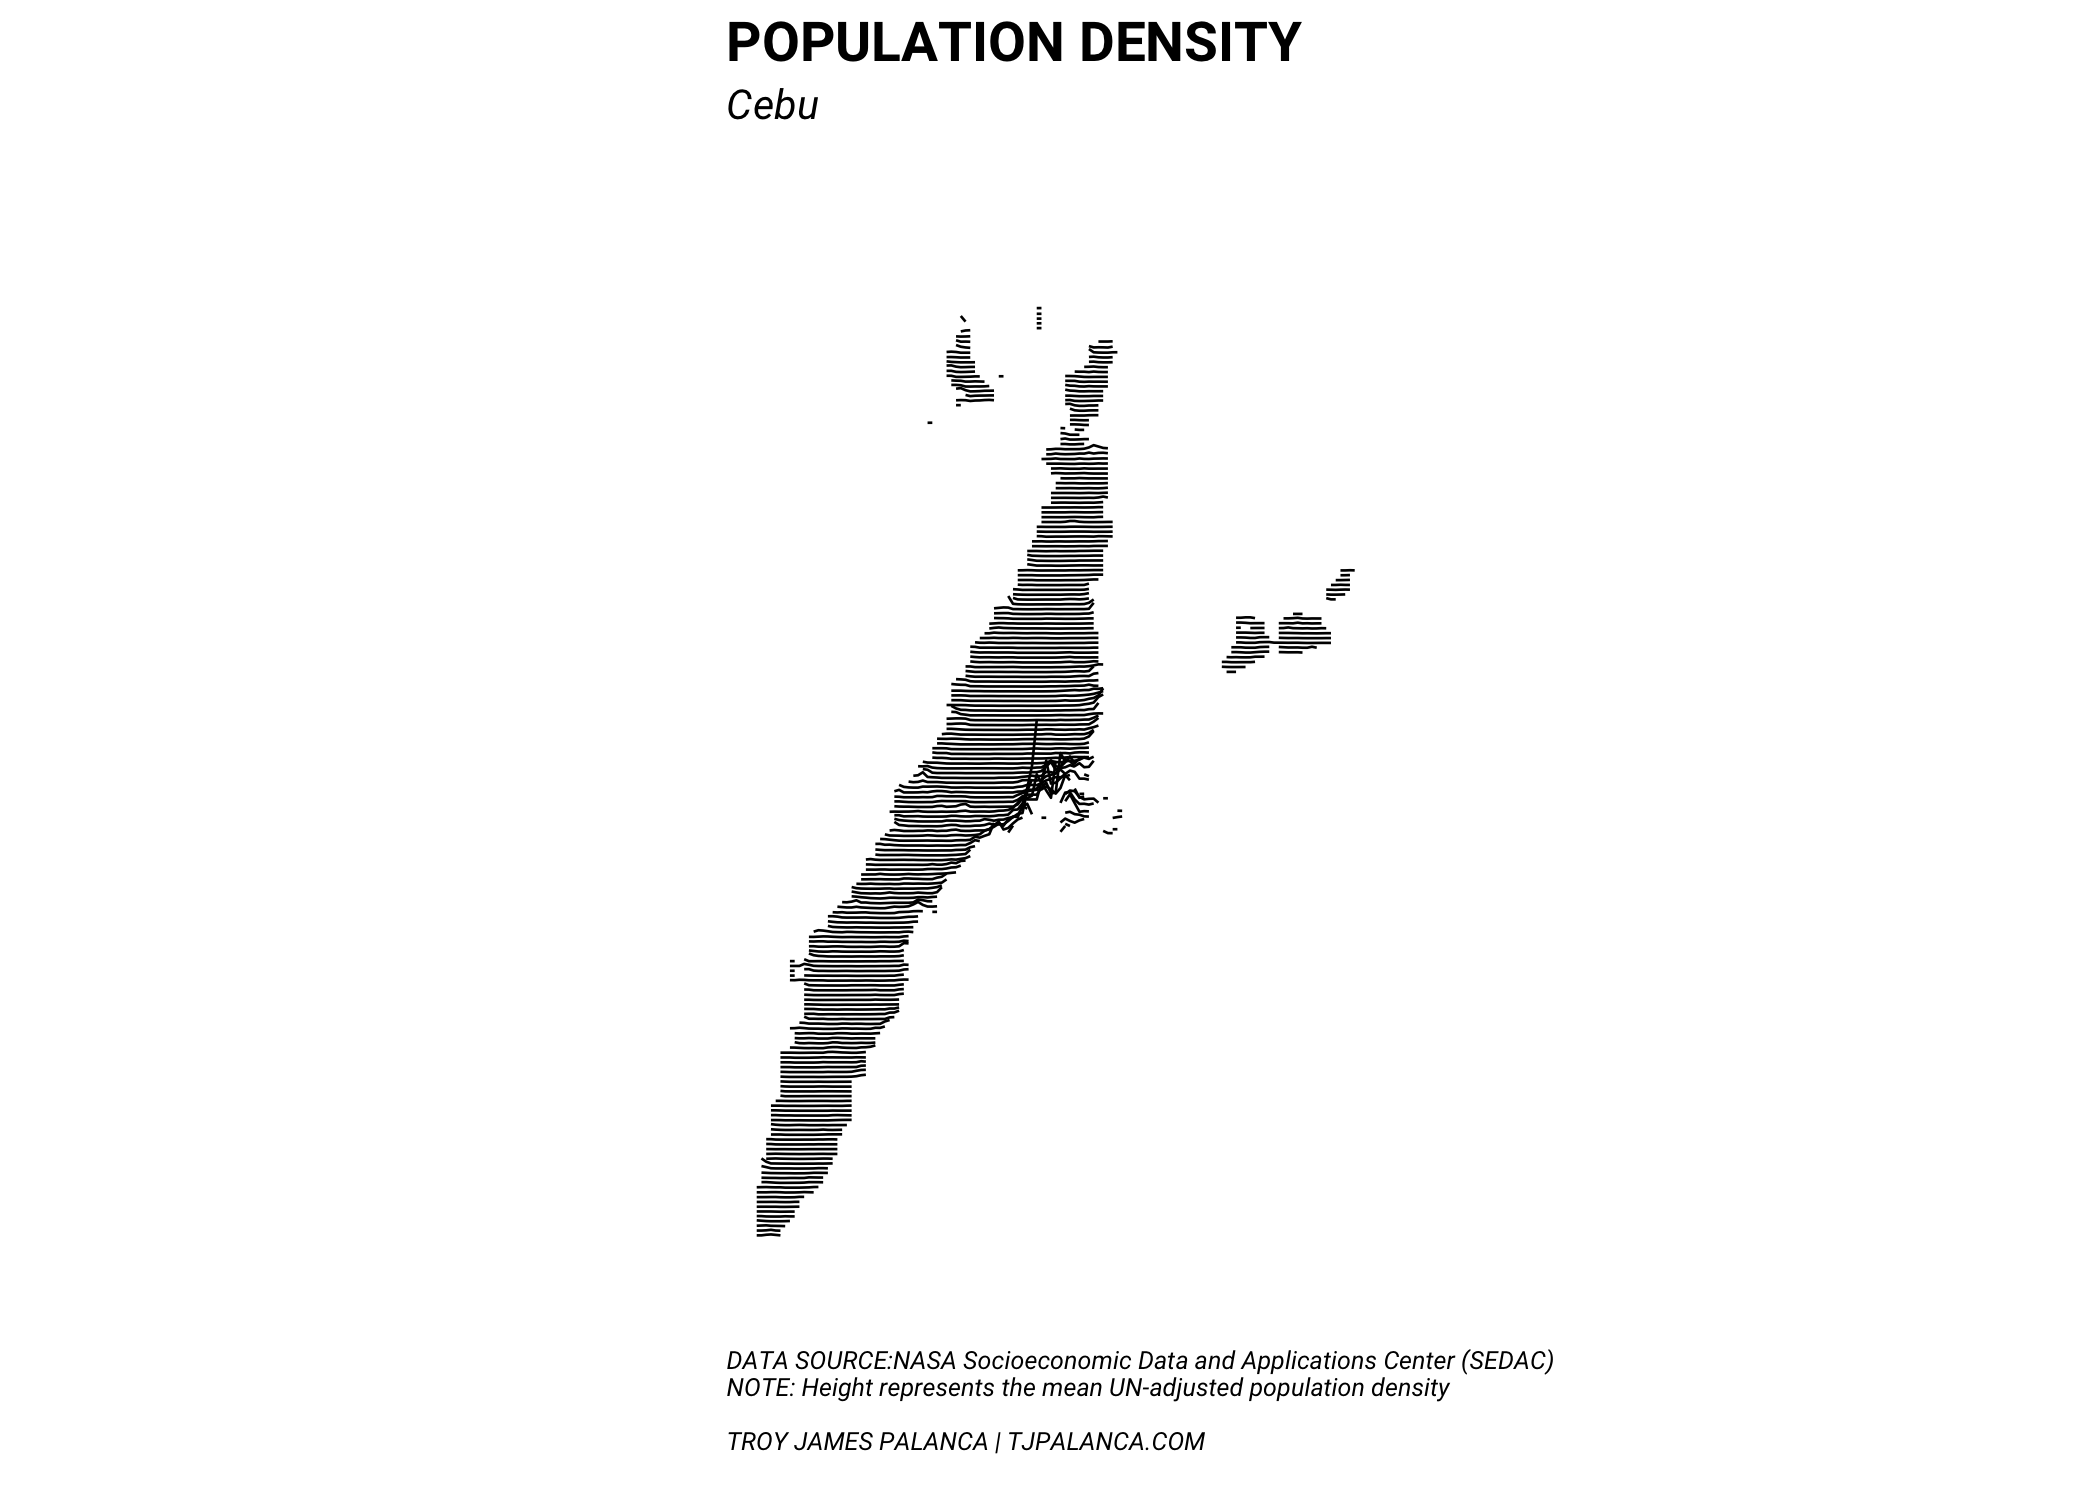 POPULATION DENSITY
Cebu
DATA SOURCE:NASA Socioeconomic Data and Applications Center (SEDAC)
NOTE: Height represents the mean UN-adjusted population density
TROY JAMES PALANCA | TJPALANCA.COM